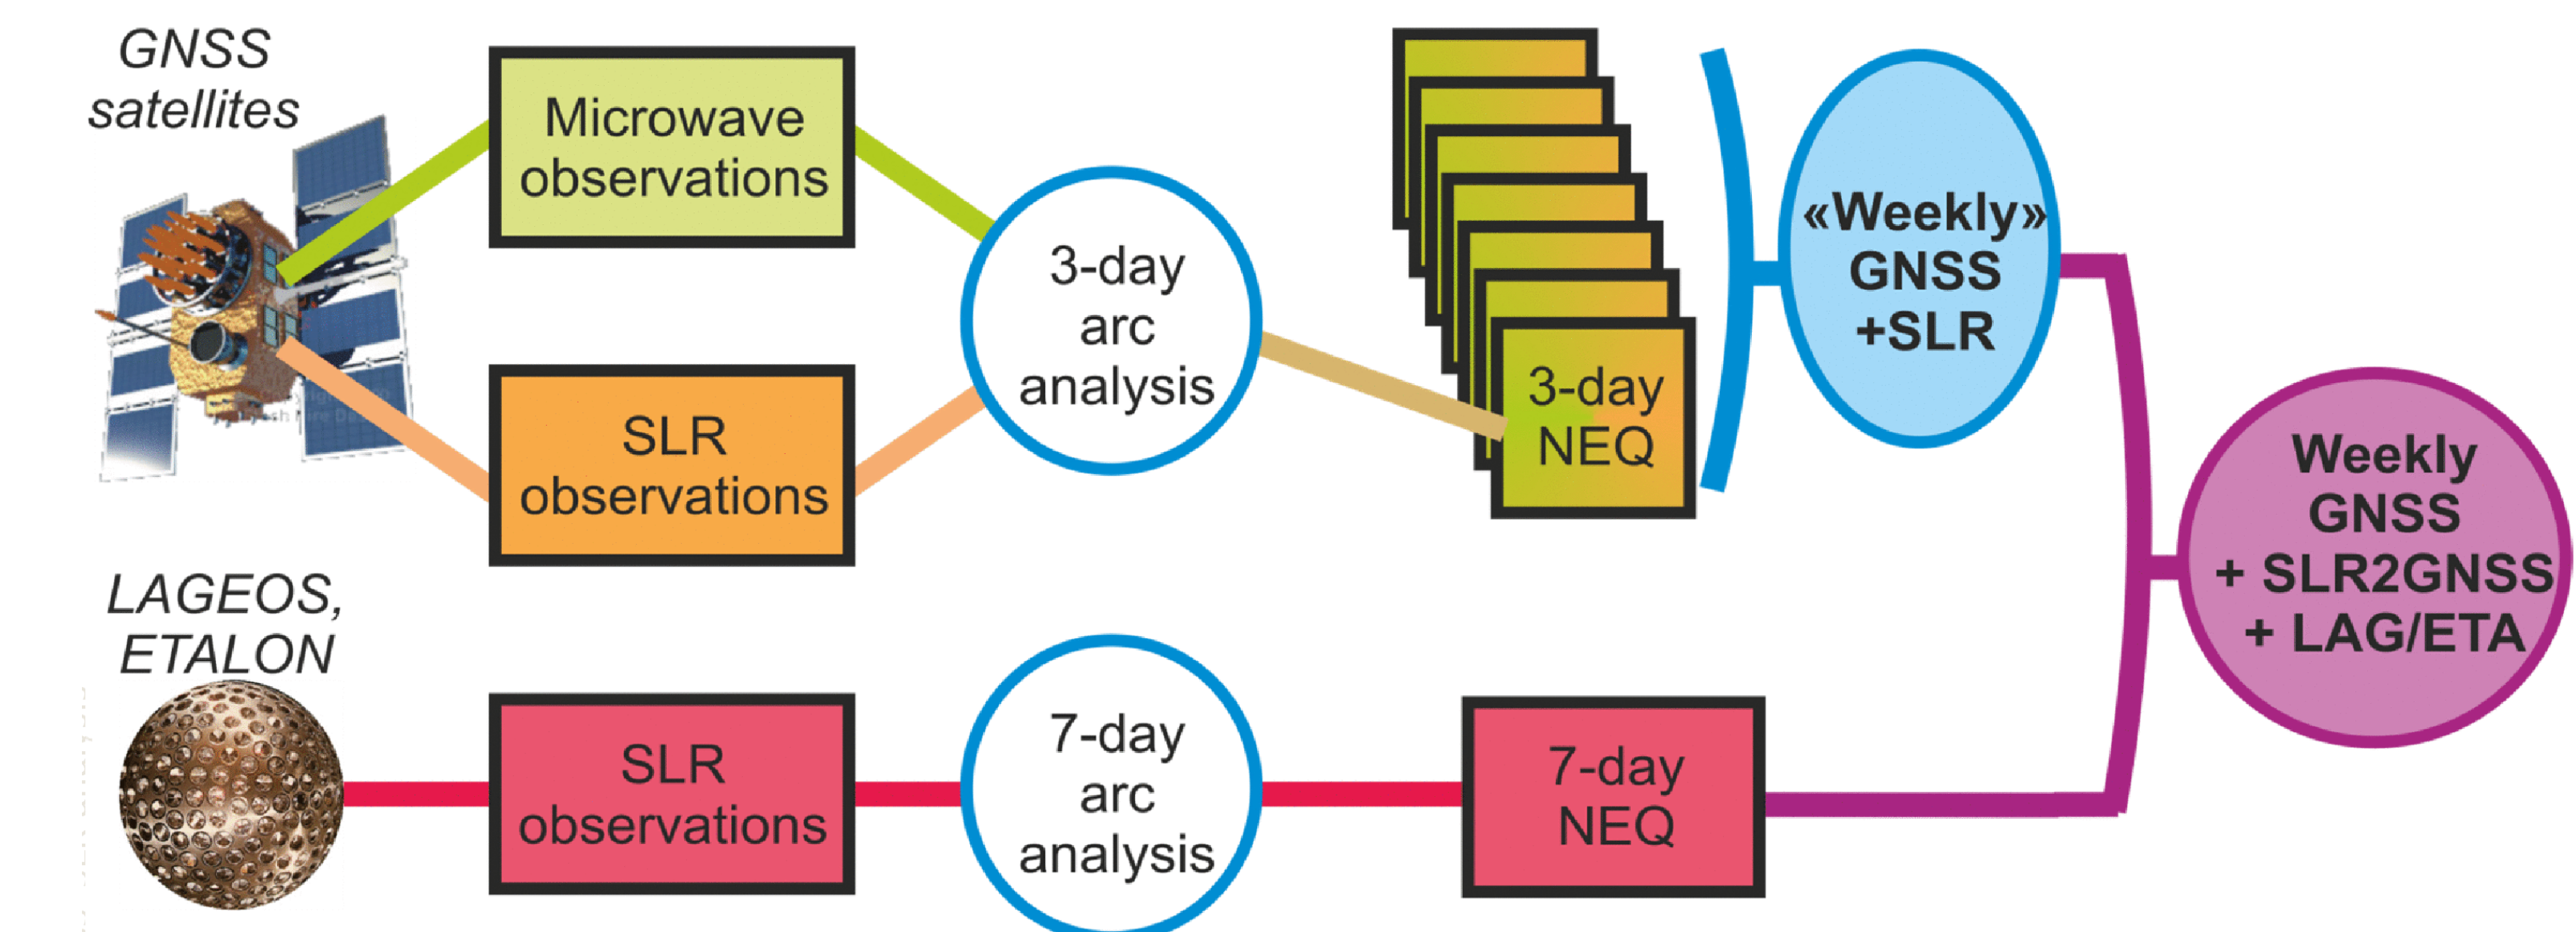 GNSS
satellites
Microwave
observations
SLR
observations
3-day
arc
analysis
3-day
NEQ
«Weekly»
GNSS
+SLR
LAGEOS,
ETALON
SLR
observations
7-day
arc
analysis
7-day
NEQ
Weekly
GNSS
+ SLR2GNSS
+ LAG/ETA